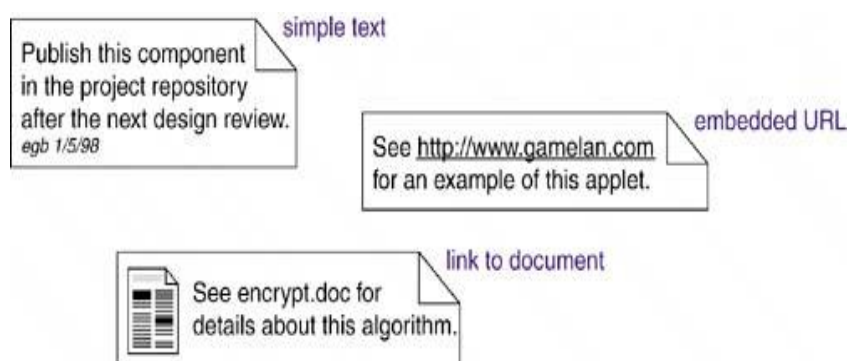 simple text
Publish this component
in the project repository
after the next design review.
egb 1/5/98
embedded URL
See http://www.gamelan.com
for an example of this applet.
link to document
See encrypt.doc for
details about this algorithm.